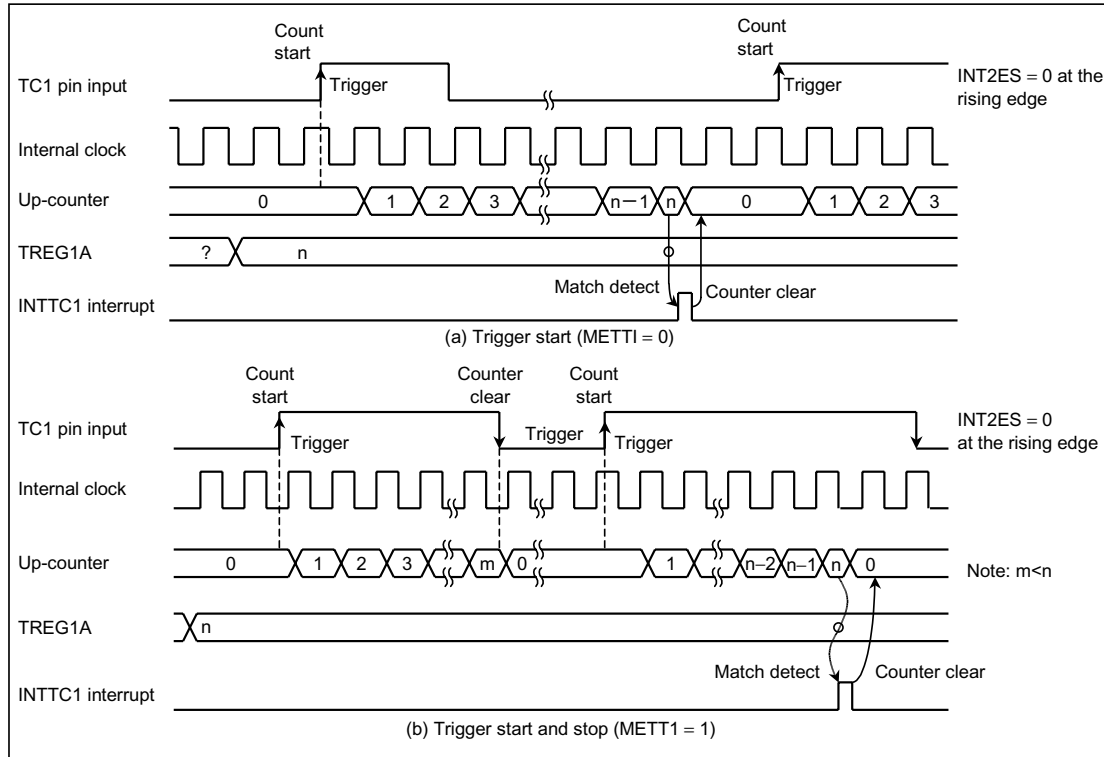 Count start
Count start
TC1 pin input
Trigger
Trigger
INT2ES = 0 at the rising edge
Internal clock
Up-counter
0 1 2 3 n−1 n 0 1 2 3
TREG1A
? n
Match detect
Counter clear
INTTC1 interrupt
(a) Trigger start (METTI = 0)
Count start
Counter clear
Count start
TC1 pin input
Trigger
Trigger
Trigger
INT2ES = 0 at the rising edge
Internal clock
Up-counter
0 1 2 3 m 0 1 n−2 n−1 n 0
Note: m<n
TREG1A
n
Match detect
Counter clear
INTTC1 interrupt
(b) Trigger start and stop (METT1 = 1)